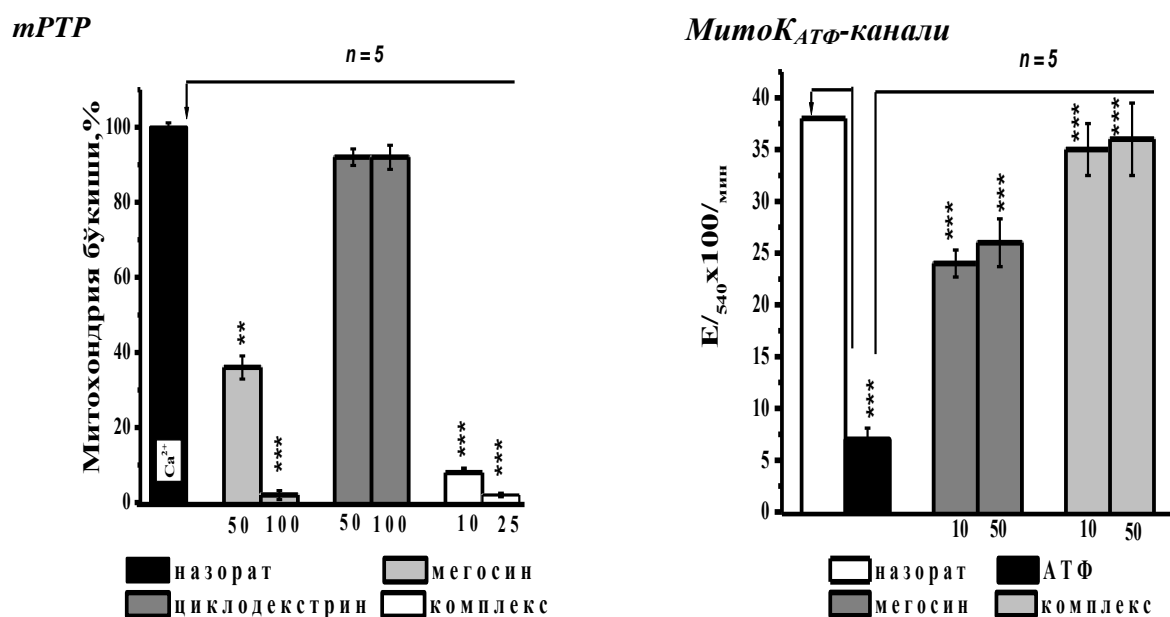 mPTP
n = 5
Митохондрия бўкиши,%
100
80
60
40
20
0
Ca²⁺
**
***
***
***
50 100 50 100 10 25
назорат мегосин
циклодекстрин комплекс
МитоК_АТФ-канали
n = 5
E/₅₄₀x100/мин
40
35
30
25
20
15
10
5
0
***
***
***
***
***
10 50 10 50
назорат АТФ
мегосин комплекс